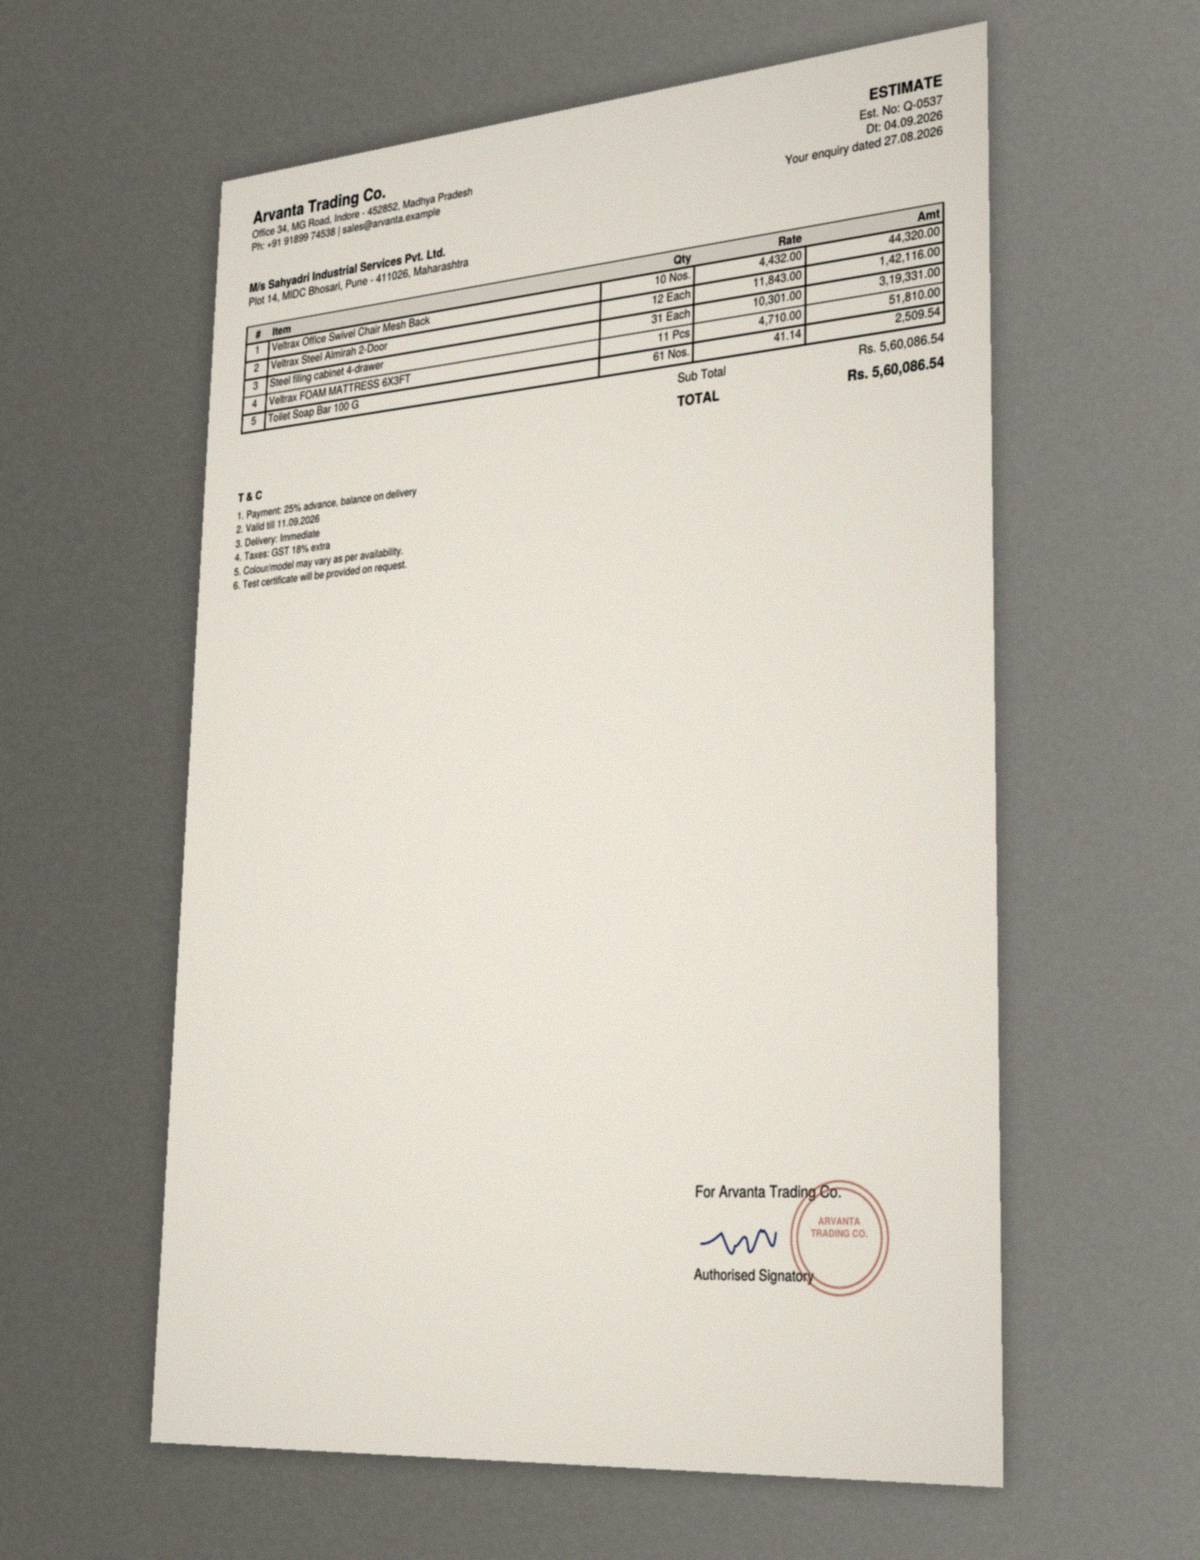 ESTIMATE
Est. No: Q-0537
Dt: 04.09.2026
Your enquiry dated 27.08.2026
Arvanta Trading Co.
Office 34, MG Road, Indore - 452852, Madhya Pradesh
Ph: +91 91899 74538 | sales@arvanta.example
M/s Sahyadri Industrial Services Pvt. Ltd.
Plot 14, MIDC Bhosari, Pune - 411026, Maharashtra
# Item Qty Rate Amt
1 Veltrax Office Swivel Chair Mesh Back 10 Nos. 4,432.00 44,320.00
2 Veltrax Steel Almirah 2-Door 12 Each 11,843.00 1,42,116.00
3 Steel filing cabinet 4-drawer 31 Each 10,301.00 3,19,331.00
4 Veltrax FOAM MATTRESS 6X3FT 11 Pcs 4,710.00 51,810.00
5 Toilet Soap Bar 100 G 61 Nos. 41.14 2,509.54
Sub Total Rs. 5,60,086.54
TOTAL Rs. 5,60,086.54
T & C
1. Payment: 25% advance, balance on delivery
2. Valid till 11.09.2026
3. Delivery: Immediate
4. Taxes: GST 18% extra
5. Colour/model may vary as per availability.
6. Test certificate will be provided on request.
For Arvanta Trading Co.
ARVANTA
TRADING CO.
Authorised Signatory